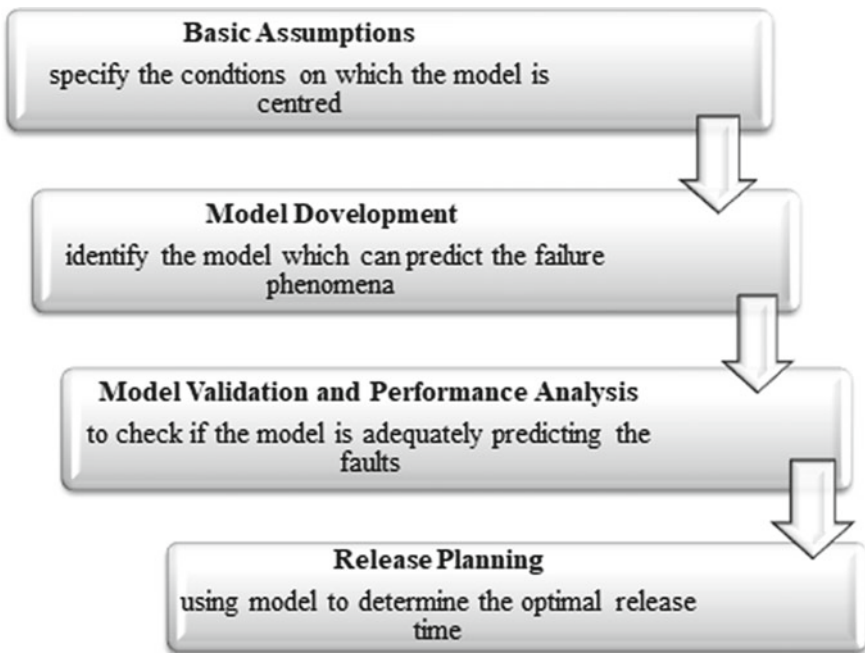 Basic Assumptions
specify the condtions on which the model is
centred
Model Dovelopment
identify the model which can predict the failure
phenomena
Model Validation and Performance Analysis
to check if the model is adequately predicting the
faults
Release Planning
using model to determine the optimal release
time